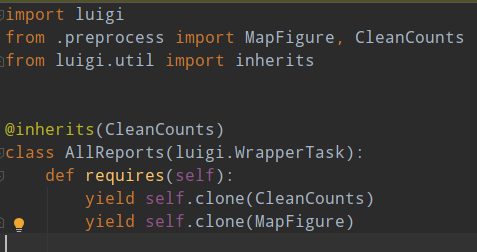 import luigi
from .preprocess import MapFigure, CleanCounts
from luigi.util import inherits
@inherits(CleanCounts)
class AllReports(luigi.WrapperTask):
    def requires(self):
        yield self.clone(CleanCounts)
        yield self.clone(MapFigure)